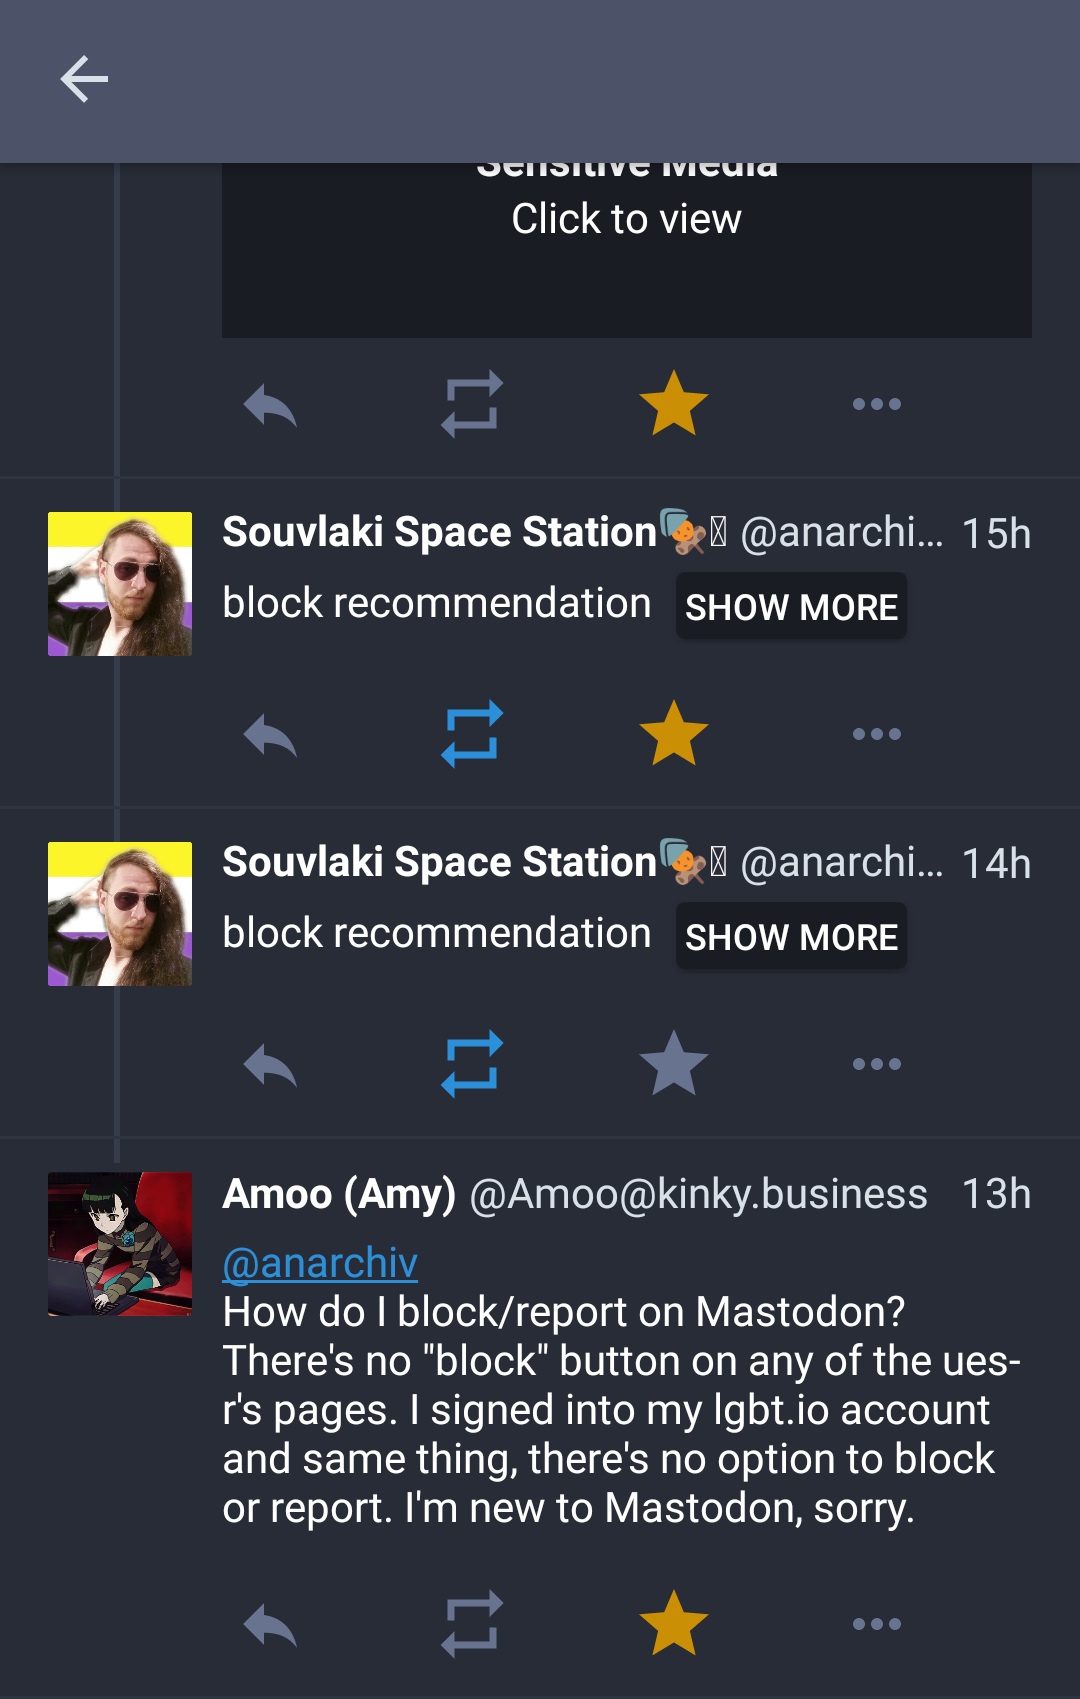 Sensitive Media
Click to view
Souvlaki Space Station @anarchi... 15h
block recommendation SHOW MORE
Souvlaki Space Station @anarchi... 14h
block recommendation SHOW MORE
Amoo (Amy) @Amoo@kinky.business 13h
@anarchiv
How do I block/report on Mastodon?
There's no "block" button on any of the ues-
r's pages. I signed into my lgbt.io account
and same thing, there's no option to block
or report. I'm new to Mastodon, sorry.